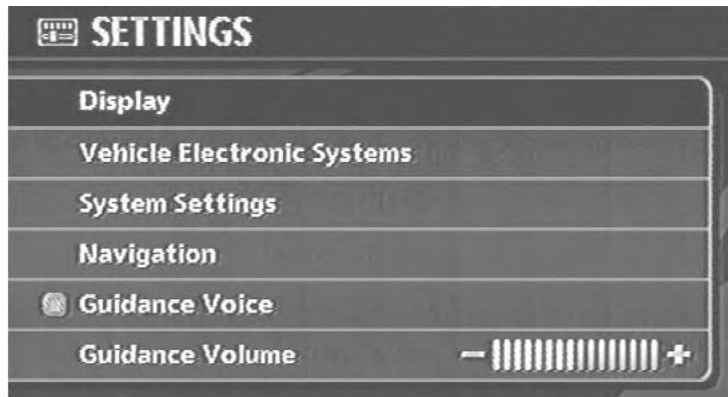 SETTINGS
Display
Vehicle Electronic Systems
System Settings
Navigation
Guidance Voice
Guidance Volume − +